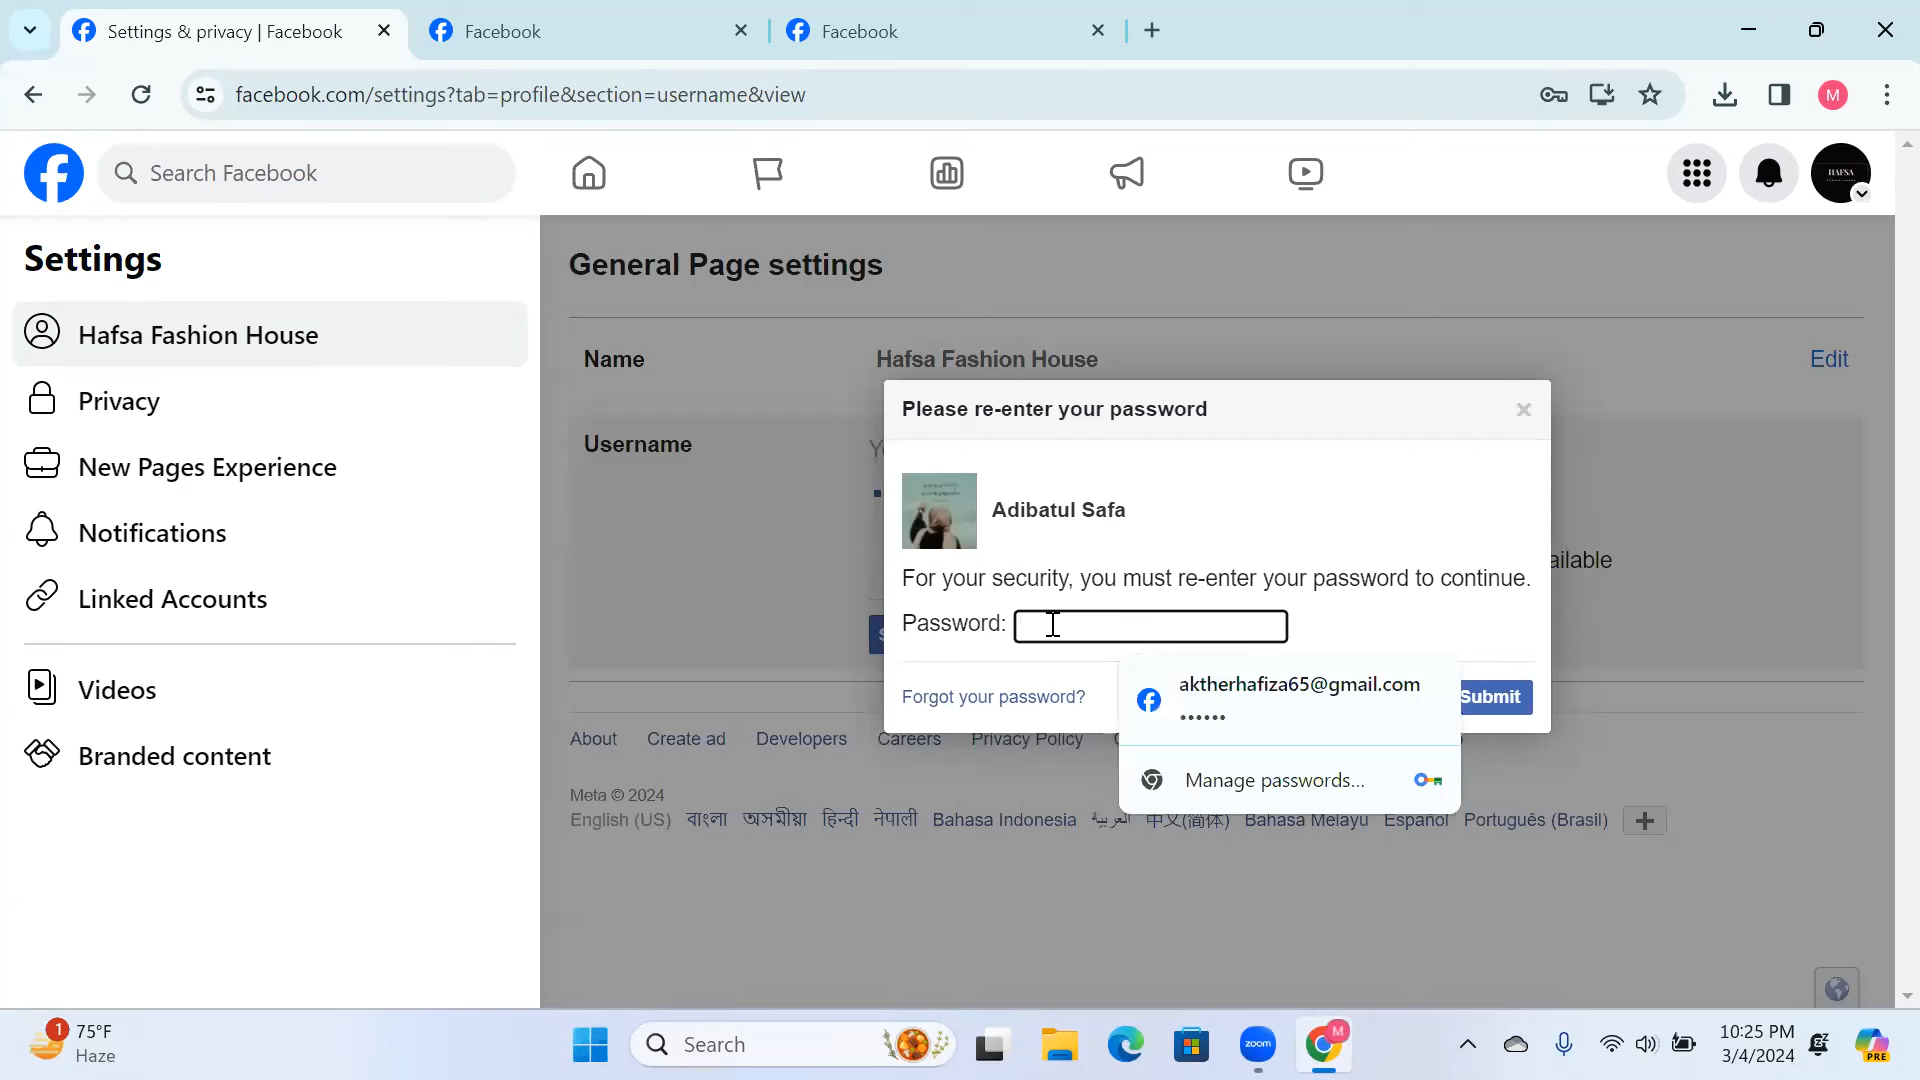 Settings & privacy | Facebook
Facebook
Facebook
facebook.com/settings?tab=profile&section=username&view
M
Search Facebook
HAFSA
Settings
Hafsa Fashion House
Privacy
New Pages Experience
Notifications
Linked Accounts
Videos
Branded content
General Page settings
Name
Hafsa Fashion House
Edit
Username
Please re-enter your password
Adibatul Safa
ailable
For your security, you must re-enter your password to continue.
Password:
Forgot your password?
Submit
aktherhafiza65@gmail.com
••••••
Manage passwords...
About Create ad Developers Careers Privacy Policy
Meta © 2024
English (US) বাংলা অসমীয়া हिन्दी नेपाली Bahasa Indonesia العربية 中文(简体) Bahasa Melayu Español Português (Brasil)
1
75°F
Haze
Search
zoom
M
10:25 PM
3/4/2024
PRE